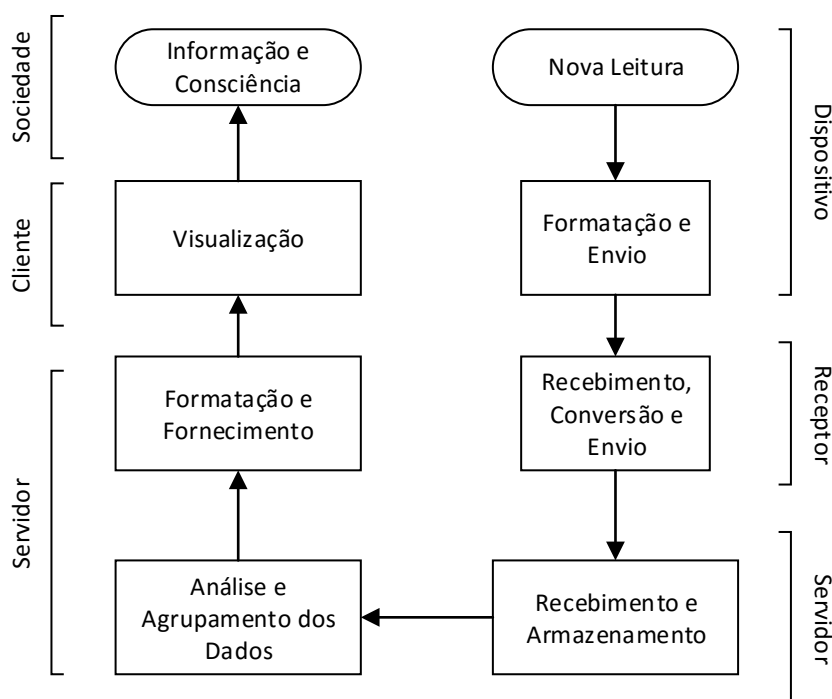 Sociedade
Informação e
Consciência
Nova Leitura
Dispositivo
Cliente
Visualização
Formatação e
Envio
Servidor
Formatação e
Fornecimento
Recebimento,
Conversão e
Envio
Receptor
Análise e
Agrupamento dos
Dados
Recebimento e
Armazenamento
Servidor